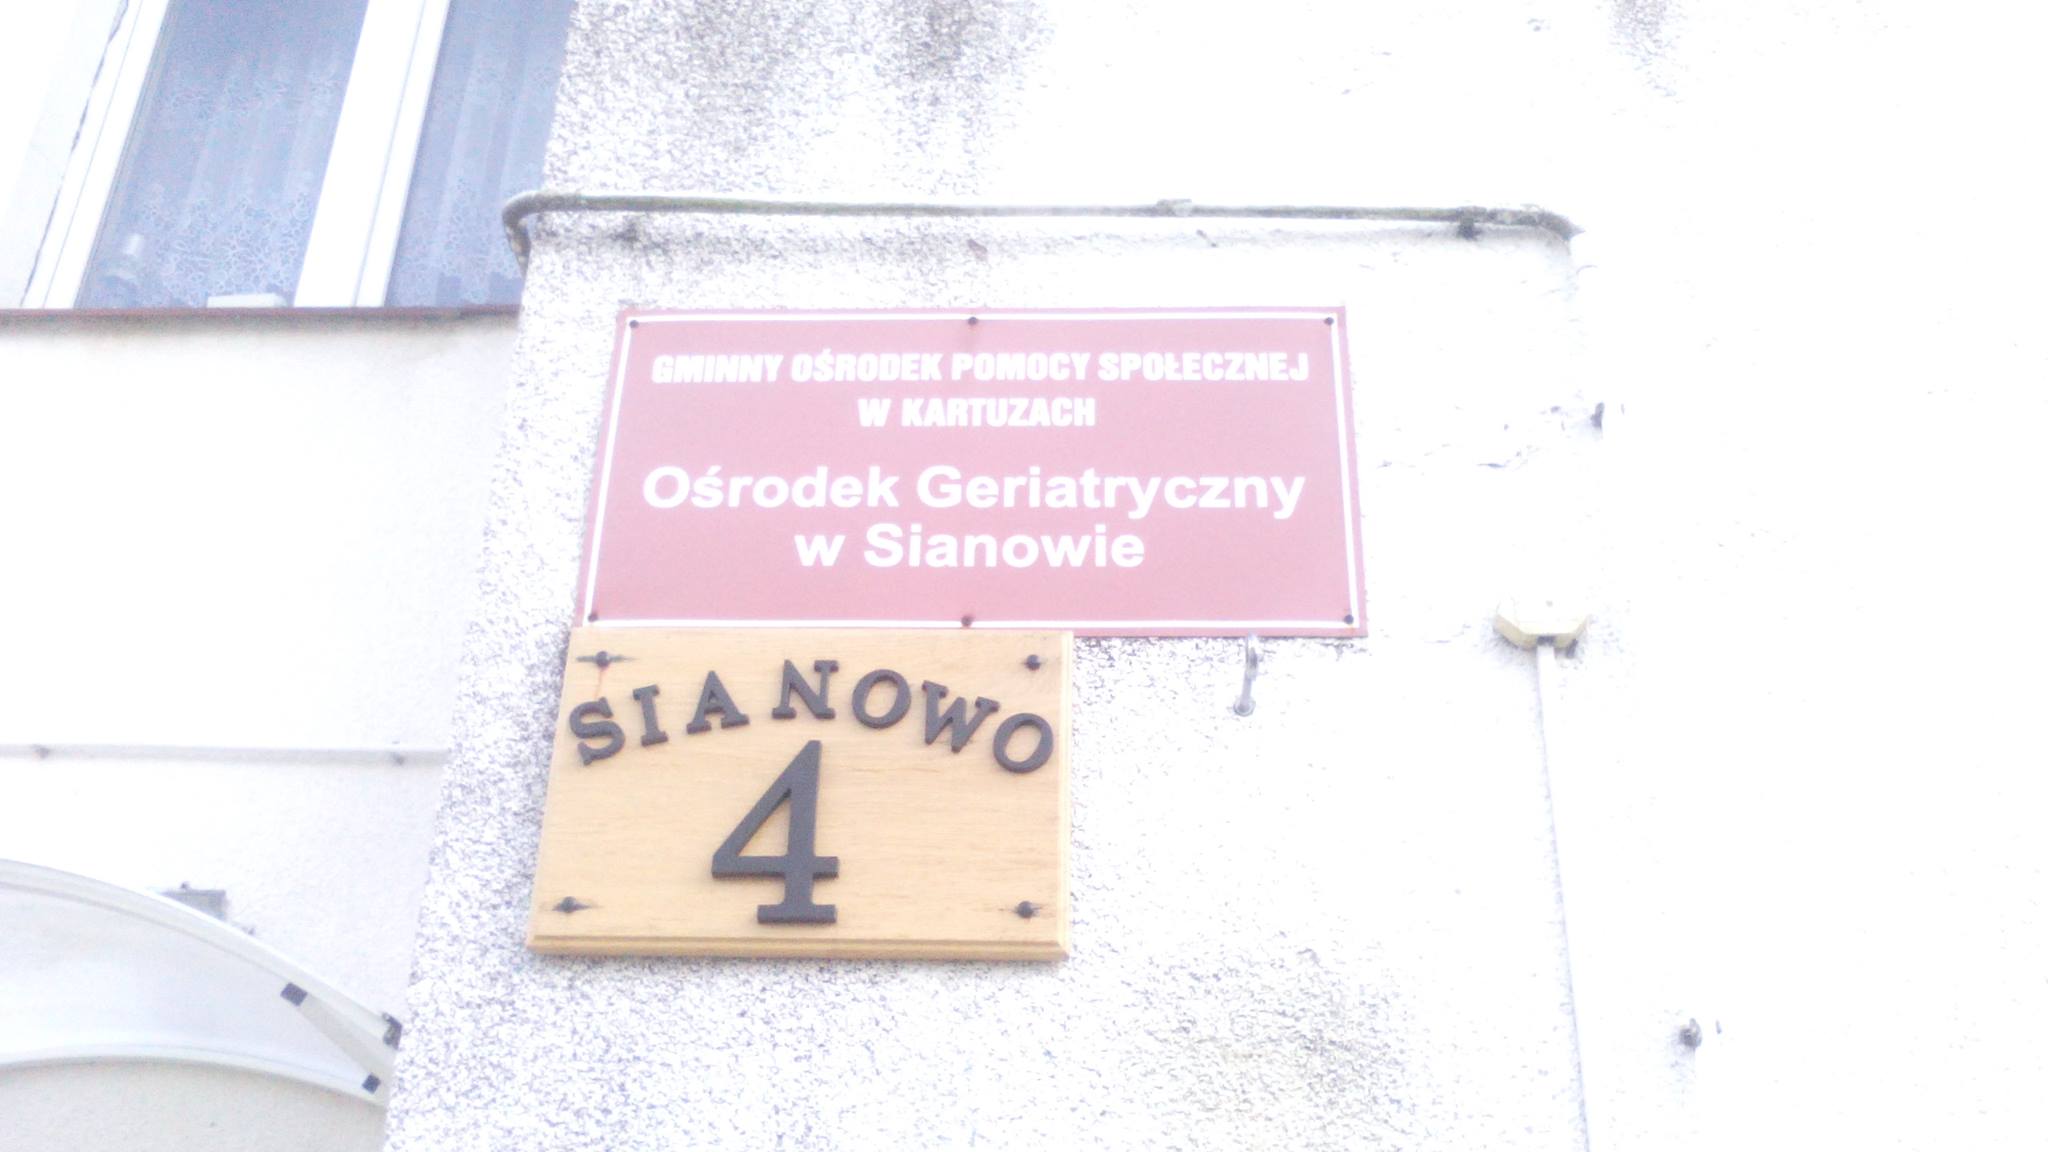 GMINNY OŚRODEK POMOCY SPOŁECZNEJ
W KARTUZACH
Ośrodek Geriatryczny
w Sianowie
SIANOWO
4